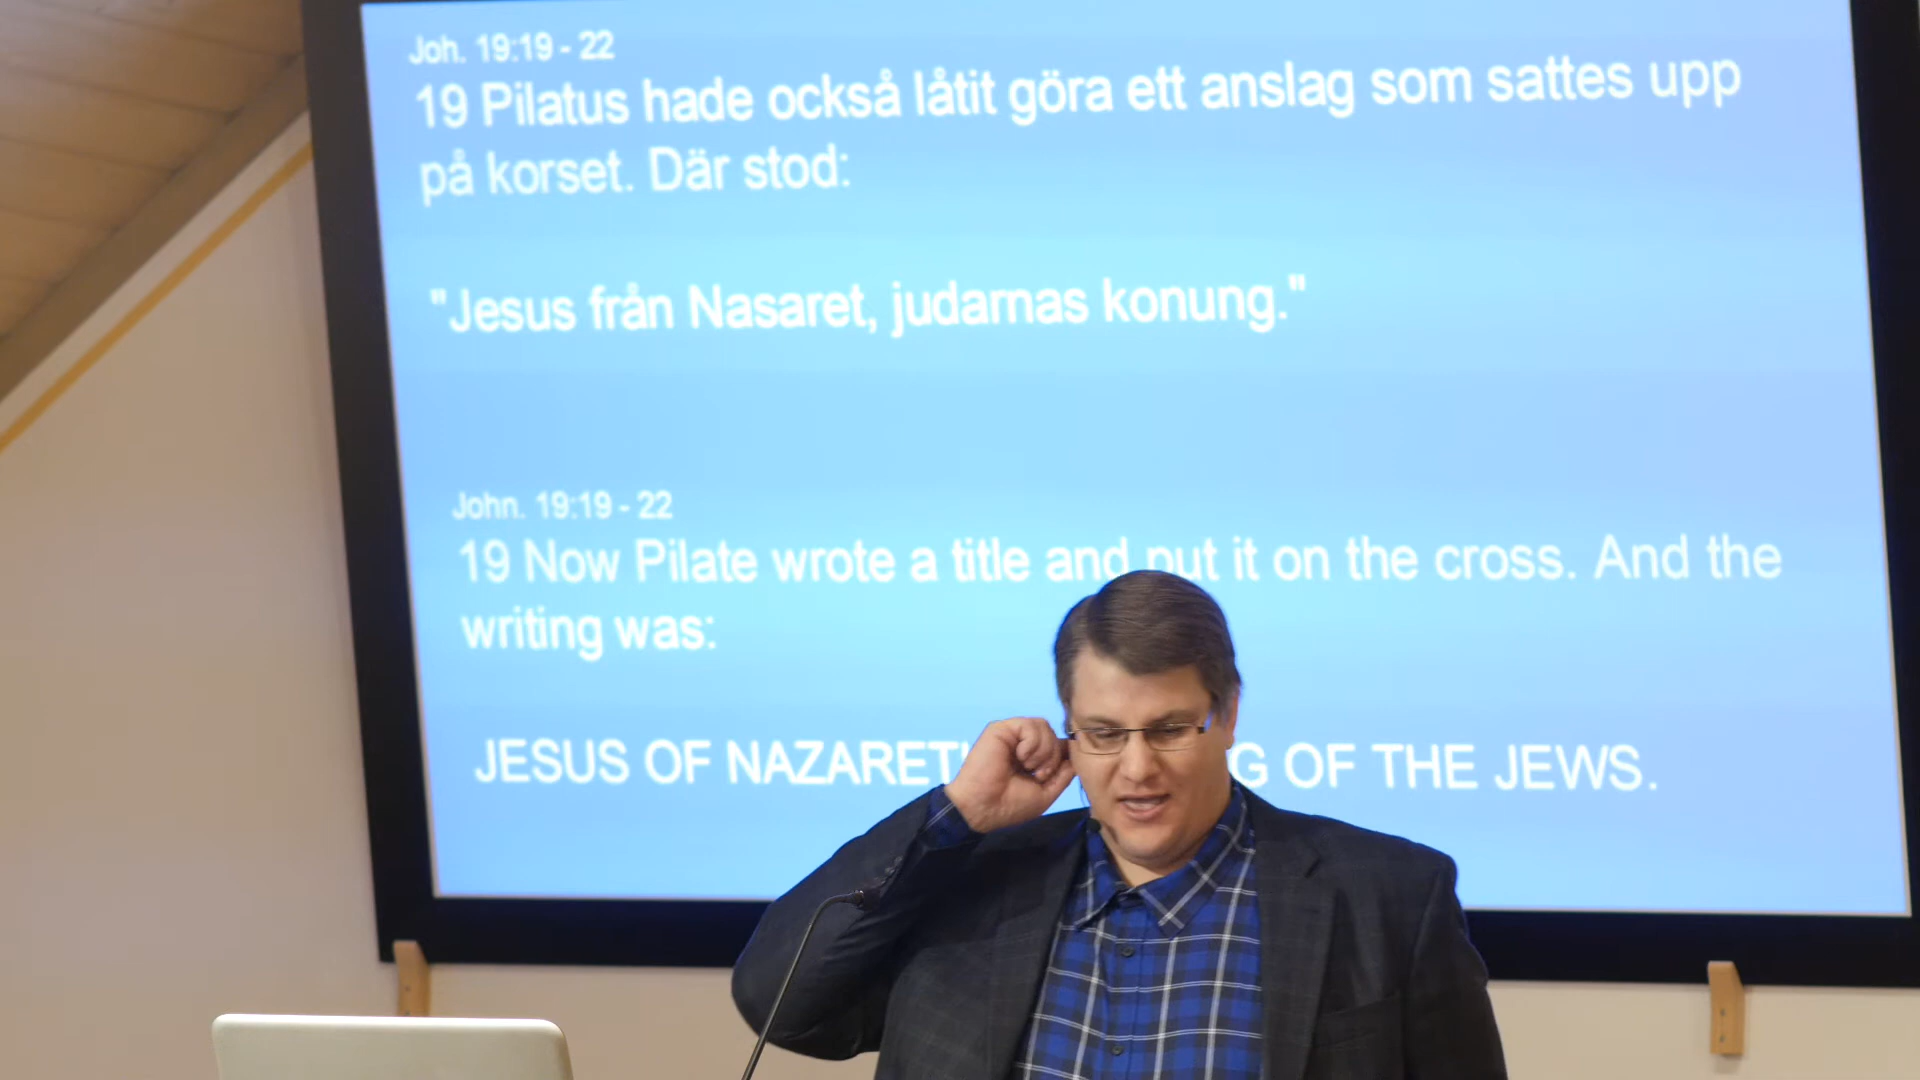 Joh. 19:19 - 22
19 Pilatus hade också låtit göra ett anslag som sattes upp
på korset. Där stod:
"Jesus från Nasaret, judarnas konung."
John. 19:19 - 22
19 Now Pilate wrote a title and put it on the cross. And the
writing was:
JESUS OF NAZARET OF THE JEWS.